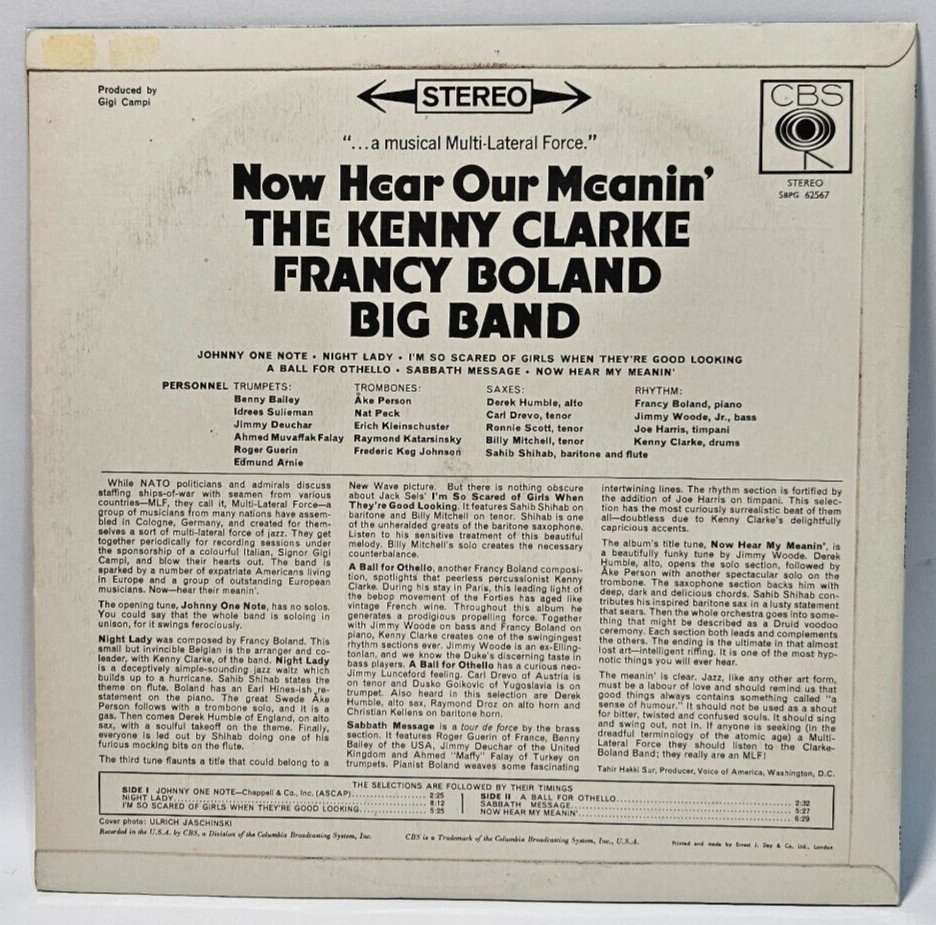 Produced by
Gigi Campi
STEREO
CBS
STEREO
SBPG 62567
"...a musical Multi-Lateral Force."
Now Hear Our Meanin'
THE KENNY CLARKE
FRANCY BOLAND
BIG BAND
JOHNNY ONE NOTE • NIGHT LADY • I'M SO SCARED OF GIRLS WHEN THEY'RE GOOD LOOKING
A BALL FOR OTHELLO • SABBATH MESSAGE • NOW HEAR MY MEANIN'
PERSONNEL TRUMPETS:
Benny Bailey
Idrees Sulieman
Jimmy Deuchar
Ahmed Muvaffak Falay
Roger Guerin
Edmund Arnie
TROMBONES:
Åke Person
Nat Peck
Erich Kleinschuster
Raymond Katarsinsky
Frederic Keg Johnson
SAXES:
Derek Humble, alto
Carl Drevo, tenor
Ronnie Scott, tenor
Billy Mitchell, tenor
Sahib Shihab, baritone and flute
RHYTHM:
Francy Boland, piano
Jimmy Woode, Jr., bass
Joe Harris, timpani
Kenny Clarke, drums
While NATO politicians and admirals discuss
staffing ships-of-war with seamen from various
countries—MLF, they call it, Multi-Lateral Force—a
group of musicians from many nations have assem-
bled in Cologne, Germany, and created for them-
selves a sort of multi-lateral force of jazz. They get
together periodically for recording sessions under
the sponsorship of a colourful Italian, Signor Gigi
Campi, and blow their hearts out. The band is
sparked by a number of expatriate Americans living
in Europe and a group of outstanding European
musicians. Now—hear their meanin'.
The opening tune, Johnny One Note, has no solos.
You could say that the whole band is soloing in
unison, for it swings ferociously.
Night Lady was composed by Francy Boland. This
small but invincible Belgian is the arranger and co-
leader, with Kenny Clarke, of the band. Night Lady
is a deceptively simple-sounding jazz waltz which
builds up to a hurricane. Sahib Shihab states the
theme on flute. Boland has an Earl Hines-ish re-
statement on the piano. The great Swede Åke
Person follows with a trombone solo, and it is a
gas. Then comes Derek Humble of England, on alto
sax, with a soulful takeoff on the theme. Finally,
everyone is led out by Shihab doing one of his
furious mocking bits on the flute.
The third tune flaunts a title that could belong to a
New Wave picture. But there is nothing obscure
about Jack Sels' I'm So Scared of Girls When
They're Good Looking. It features Sahib Shihab on
baritone and Billy Mitchell on tenor. Shihab is one
of the unheralded greats of the baritone saxophone.
Listen to his sensitive treatment of this beautiful
melody. Billy Mitchell's solo creates the necessary
counterbalance.
A Ball for Othello, another Francy Boland composi-
tion, spotlights that peerless percussionist Kenny
Clarke. During his stay in Paris, this leading light of
the bebop movement of the Forties has aged like
vintage French wine. Throughout this album he
generates a prodigious propelling force. Together
with Jimmy Woode on bass and Francy Boland on
piano, Kenny Clarke creates one of the swingingest
rhythm sections ever. Jimmy Woode is an ex-Elling-
tonian, and we know the Duke's discerning taste in
bass players. A Ball for Othello has a curious neo-
Jimmy Lunceford feeling. Carl Drevo of Austria is
on tenor and Dusko Goikovic of Yugoslavia is on
trumpet. Also heard in this selection are Derek
Humble, alto sax, Raymond Droz on alto horn and
Christian Kellens on baritone horn.
Sabbath Message is a tour de force by the brass
section. It features Roger Guerin of France, Benny
Bailey of the USA, Jimmy Deuchar of the United
Kingdom and Ahmed "Maffy" Falay of Turkey on
trumpets. Pianist Boland weaves some fascinating
intertwining lines. The rhythm section is fortified by
the addition of Joe Harris on timpani. This selec-
tion has the most curiously surrealistic beat of them
all—doubtless due to Kenny Clarke's delightfully
capricious accents.
The album's title tune, Now Hear My Meanin', is
a beautifully funky tune by Jimmy Woode. Derek
Humble, alto, opens the solo section, followed by
Åke Person with another spectacular solo on the
trombone. The saxophone section backs him with
deep, dark and delicious chords. Sahib Shihab con-
tributes his inspired baritone sax in a lusty statement
that sears. Then the whole orchestra goes into some-
thing that might be described as a Druid voodoo
ceremony. Each section both leads and complements
the others. The ending is the ultimate in that almost
lost art—intelligent riffing. It is one of the most hyp-
notic things you will ever hear.
The meanin' is clear. Jazz, like any other art form,
must be a labour of love and should remind us that
good things always contains something called "a
sense of humour." It should not be used as a shout
for bitter, twisted and confused souls. It should sing
and swing out, not in. If anyone is seeking (in the
dreadful terminology of the atomic age) a Multi-
Lateral Force they should listen to the Clarke-
Boland Band; they really are an MLF!
Tahir Hakki Sur, Producer, Voice of America, Washington, D.C.
THE SELECTIONS ARE FOLLOWED BY THEIR TIMINGS
SIDE I JOHNNY ONE NOTE—Chappell & Co., Inc. (ASCAP) 2:25
NIGHT LADY 8:12
I'M SO SCARED OF GIRLS WHEN THEY'RE GOOD LOOKING 5:25
SIDE II A BALL FOR OTHELLO 2:32
SABBATH MESSAGE 5:27
NOW HEAR MY MEANIN' 6:29
Cover photo: ULRICH JASCHINSKI
Recorded in the U.S.A. by CBS, a Division of the Columbia Broadcasting System, Inc.
CBS is a Trademark of the Columbia Broadcasting System, Inc., U.S.A.
Printed and made by Ernest J. Day & Co. Ltd., London